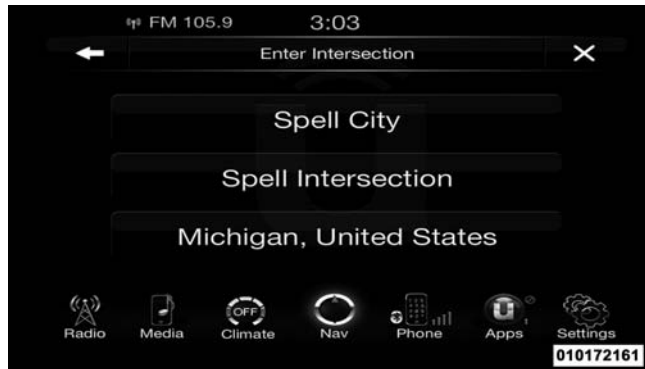 FM 105.9 3:03
Enter Intersection
Spell City
Spell Intersection
Michigan, United States
OFF
Radio Media Climate Nav Phone Apps Settings
010172161